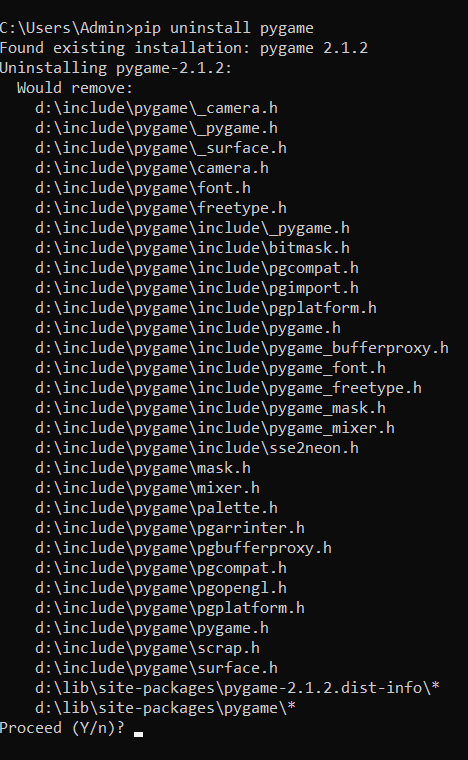 C:\Users\Admin>pip uninstall pygame
Found existing installation: pygame 2.1.2
Uninstalling pygame-2.1.2:
  Would remove:
    d:\include\pygame\_camera.h
    d:\include\pygame\_pygame.h
    d:\include\pygame\_surface.h
    d:\include\pygame\camera.h
    d:\include\pygame\font.h
    d:\include\pygame\freetype.h
    d:\include\pygame\include\_pygame.h
    d:\include\pygame\include\bitmask.h
    d:\include\pygame\include\pgcompat.h
    d:\include\pygame\include\pgimport.h
    d:\include\pygame\include\pgplatform.h
    d:\include\pygame\include\pygame.h
    d:\include\pygame\include\pygame_bufferproxy.h
    d:\include\pygame\include\pygame_font.h
    d:\include\pygame\include\pygame_freetype.h
    d:\include\pygame\include\pygame_mask.h
    d:\include\pygame\include\pygame_mixer.h
    d:\include\pygame\include\sse2neon.h
    d:\include\pygame\mask.h
    d:\include\pygame\mixer.h
    d:\include\pygame\palette.h
    d:\include\pygame\pgarrinter.h
    d:\include\pygame\pgbufferproxy.h
    d:\include\pygame\pgcompat.h
    d:\include\pygame\pgopengl.h
    d:\include\pygame\pgplatform.h
    d:\include\pygame\pygame.h
    d:\include\pygame\scrap.h
    d:\include\pygame\surface.h
    d:\lib\site-packages\pygame-2.1.2.dist-info\*
    d:\lib\site-packages\pygame\*
Proceed (Y/n)? _